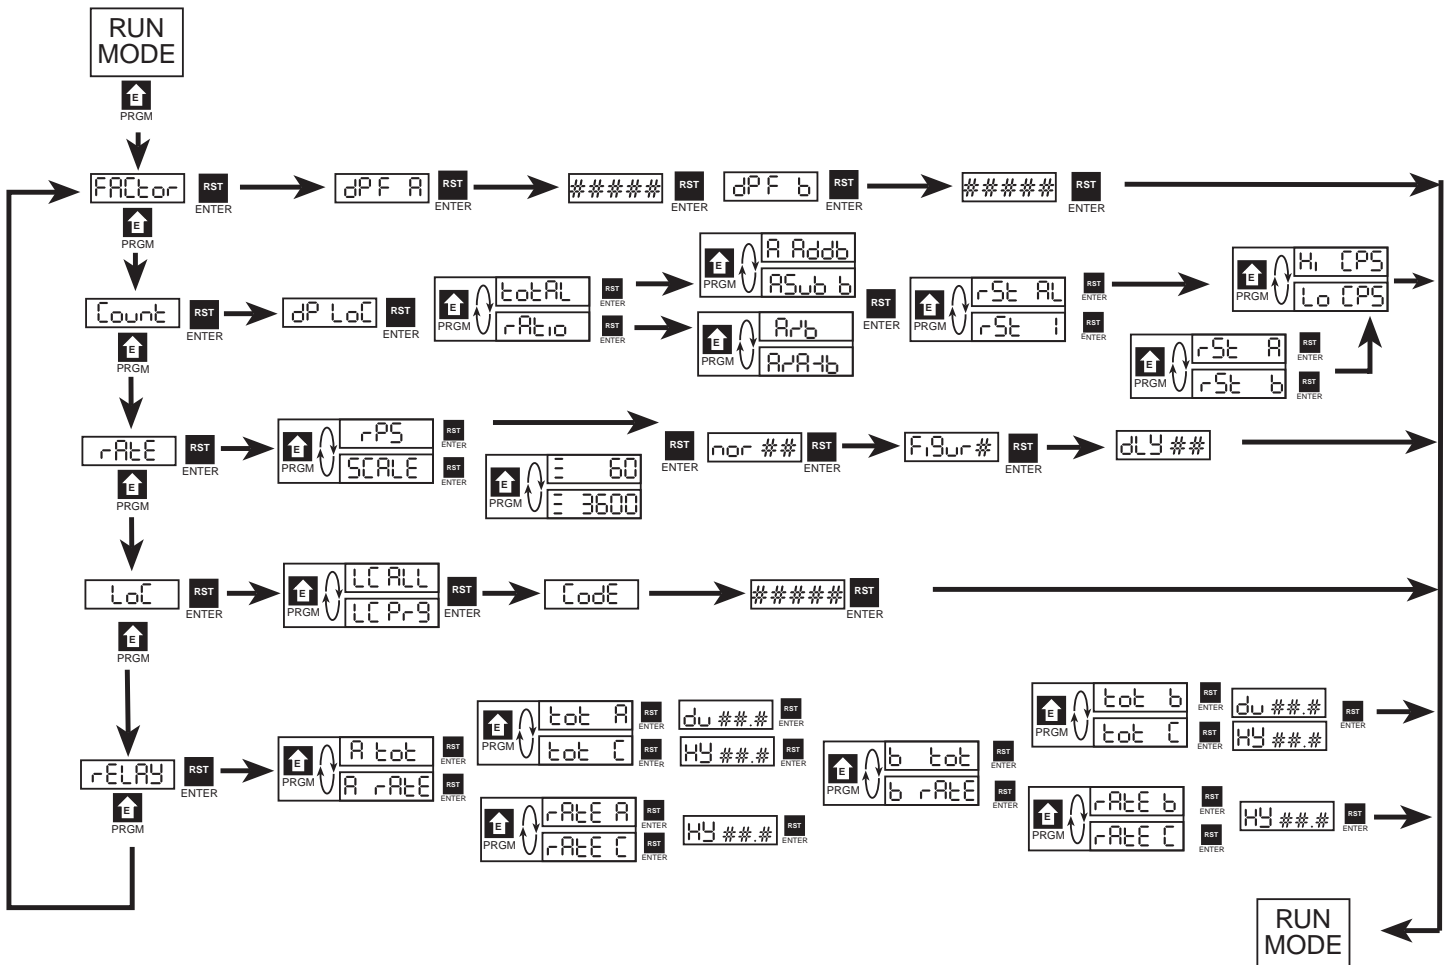 RUN
MODE
E
PRGM
FACtor
RST
ENTER
dPF A
RST
ENTER
#####
RST
ENTER
dPF b
RST
ENTER
#####
RST
ENTER
E
PRGM
Count
RST
ENTER
dP LoC
RST
ENTER
E
PRGM
totAL
RST
ENTER
rAtio
RST
ENTER
E
PRGM
A Addb
ASub b
E
PRGM
A/b
A/A-b
RST
ENTER
E
PRGM
rSt AL
RST
ENTER
rSt 1
RST
ENTER
E
PRGM
Hi CPS
Lo CPS
E
PRGM
rSt A
RST
ENTER
rSt b
RST
ENTER
E
PRGM
rAtE
RST
ENTER
E
PRGM
rPS
RST
ENTER
SCALE
RST
ENTER
E
PRGM
Ξ 60
Ξ 3600
RST
ENTER
nor ##
RST
ENTER
FiGur#
RST
ENTER
dLY ##
E
PRGM
LoC
RST
ENTER
E
PRGM
LC ALL
LC Prg
RST
ENTER
CodE
#####
RST
ENTER
E
PRGM
rELAY
RST
ENTER
E
PRGM
A tot
RST
ENTER
A rAtE
RST
ENTER
E
PRGM
tot A
RST
ENTER
tot C
RST
ENTER
du ##.#
RST
ENTER
HY ##.#
RST
ENTER
E
PRGM
rAtE A
RST
ENTER
rAtE C
RST
ENTER
HY ##.#
RST
ENTER
E
PRGM
b tot
RST
ENTER
b rAtE
RST
ENTER
E
PRGM
tot b
RST
ENTER
tot C
RST
ENTER
du ##.#
HY ##.#
RST
ENTER
E
PRGM
rAtE b
RST
ENTER
rAtE C
RST
ENTER
HY ##.#
RST
ENTER
E
PRGM
RUN
MODE